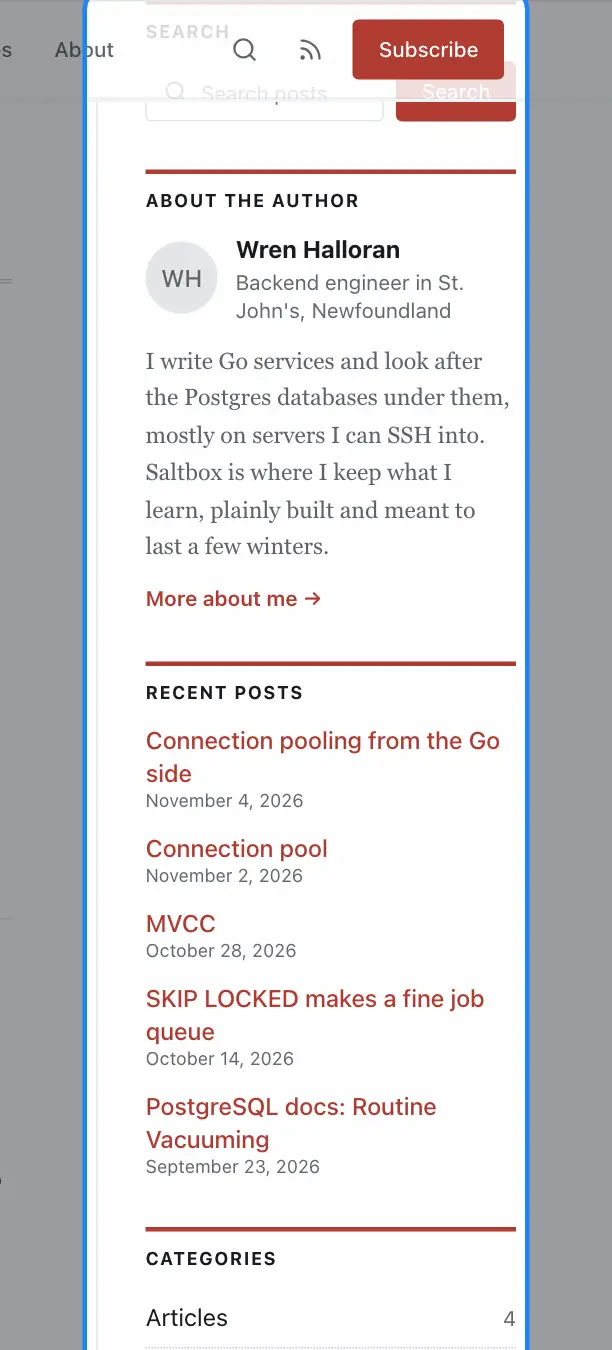 About
Subscribe
SEARCH
Search posts
Search
ABOUT THE AUTHOR
WH
Wren Halloran
Backend engineer in St.
John's, Newfoundland
I write Go services and look after
the Postgres databases under them,
mostly on servers I can SSH into.
Saltbox is where I keep what I
learn, plainly built and meant to
last a few winters.
More about me →
RECENT POSTS
Connection pooling from the Go
side
November 4, 2026
Connection pool
November 2, 2026
MVCC
October 28, 2026
SKIP LOCKED makes a fine job
queue
October 14, 2026
PostgreSQL docs: Routine
Vacuuming
September 23, 2026
CATEGORIES
Articles
4